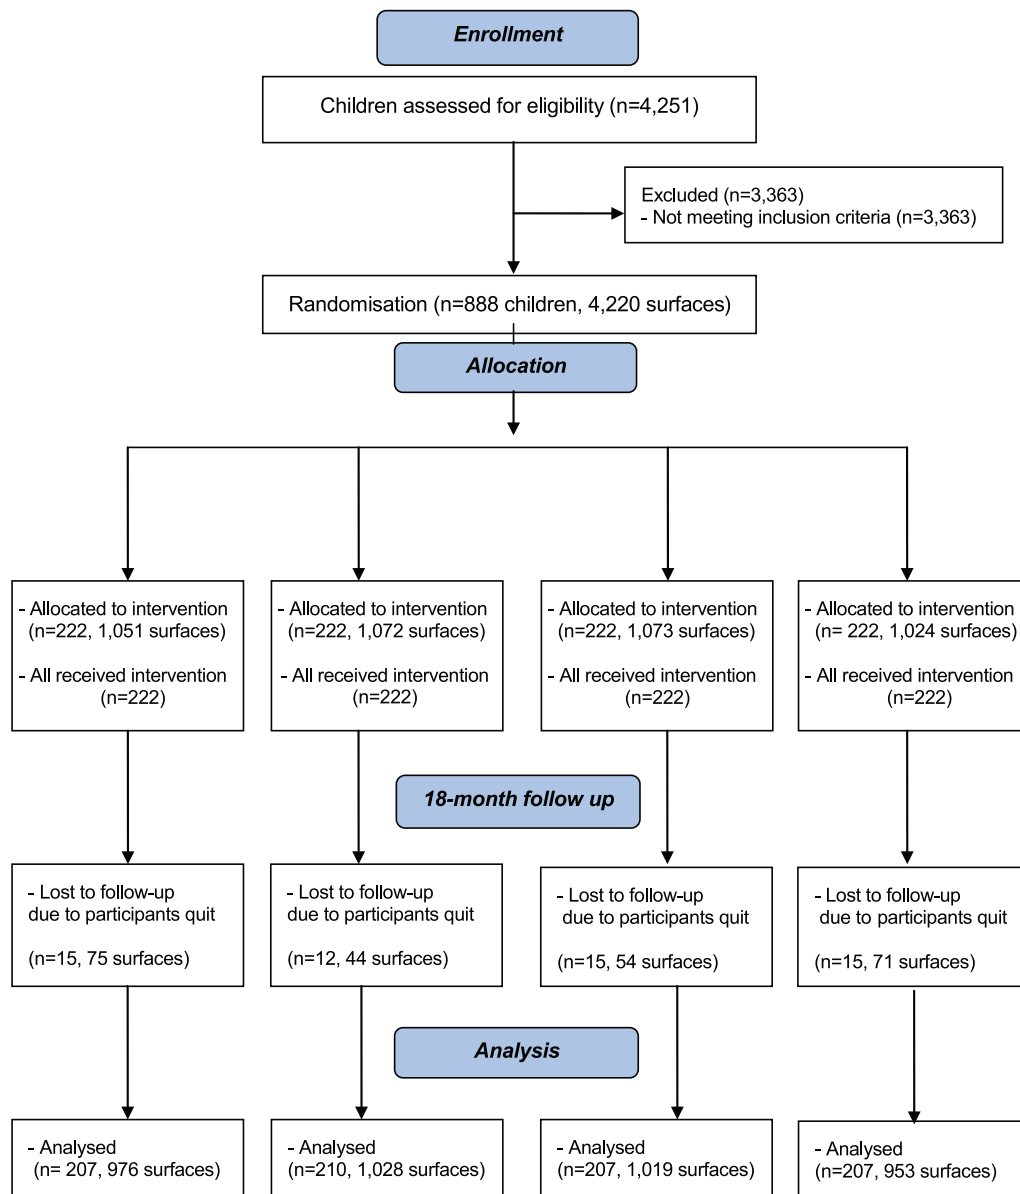 Enrollment
Children assessed for eligibility (n=4,251)
Excluded (n=3,363)
- Not meeting inclusion criteria (n=3,363)
Randomisation (n=888 children, 4,220 surfaces)
Allocation
- Allocated to intervention
(n=222, 1,051 surfaces)
- All received intervention
(n=222)
- Allocated to intervention
(n=222, 1,072 surfaces)
- All received intervention
(n=222)
- Allocated to intervention
(n=222, 1,073 surfaces)
- All received intervention
(n=222)
- Allocated to intervention
(n= 222, 1,024 surfaces)
- All received intervention
(n=222)
18-month follow up
- Lost to follow-up
due to participants quit
(n=15, 75 surfaces)
- Lost to follow-up
due to participants quit
(n=12, 44 surfaces)
- Lost to follow-up
due to participants quit
(n=15, 54 surfaces)
- Lost to follow-up
due to participants quit
(n=15, 71 surfaces)
Analysis
- Analysed
(n= 207, 976 surfaces)
- Analysed
(n=210, 1,028 surfaces)
- Analysed
(n=207, 1,019 surfaces)
- Analysed
(n=207, 953 surfaces)